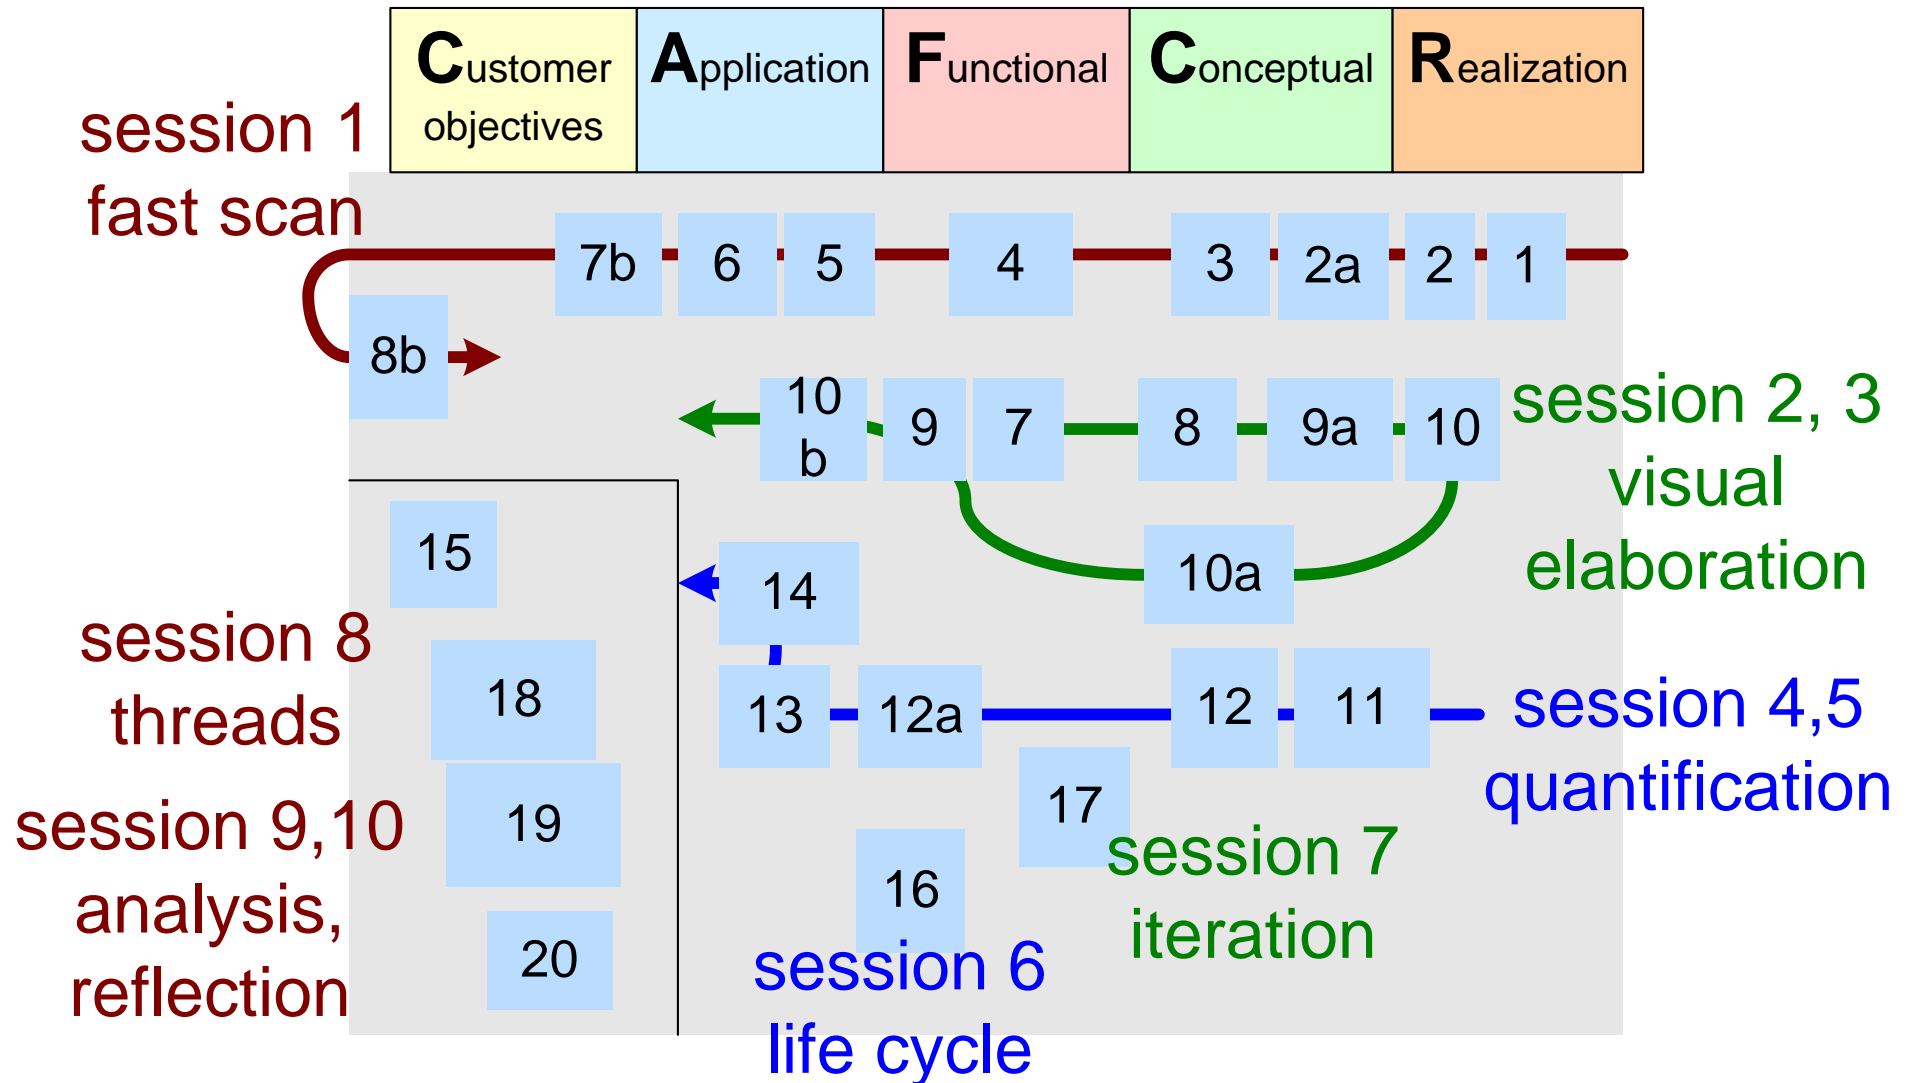 Customer
objectives
Application
Functional
Conceptual
Realization
session 1
fast scan
7b
6
5
4
3
2a
2
1
8b
10
b
9
7
8
9a
10
session 2, 3
visual
elaboration
10a
15
14
session 8
threads
18
13
12a
12
11
session 4,5
quantification
17
session 9,10
analysis,
reflection
19
session 7
iteration
16
20
session 6
life cycle